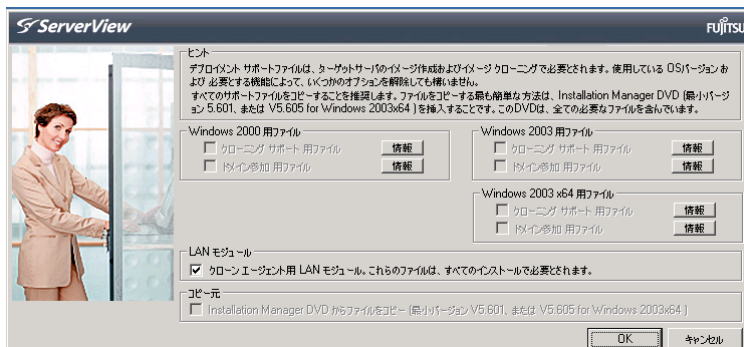 ServerView
FUJITSU
ヒント
デプロイメント サポートファイルは、ターゲットサーバのイメージ作成およびイメージ クローニングで必要とされます。使用している OSバージョンお
よび 必要とする機能によって、いくつかのオプションを解除しても構いません。
すべてのサポートファイルをコピーすることを推奨します。ファイルをコピーする最も簡単な方法は、Installation Manager DVD (最小バージ
ョン 5.601、または V5.605 for Windows 2003x64 )を挿入することです。このDVDは、全ての必要なファイルを含んでいます。
Windows 2000 用ファイル
クローニング サポート 用ファイル 情報
ドメイン参加 用ファイル 情報
Windows 2003 用ファイル
クローニング サポート 用ファイル 情報
ドメイン参加 用ファイル 情報
Windows 2003 x64 用ファイル
クローニング サポート 用ファイル 情報
ドメイン参加 用ファイル 情報
LAN モジュール
クローン エージェント用 LAN モジュール。これらのファイルは、すべてのインストールで必要とされます。
コピー元
Installation Manager DVD からファイルをコピー (最小バージョン V5.601、または V5.605 for Windows 2003x64 )
OK キャンセル